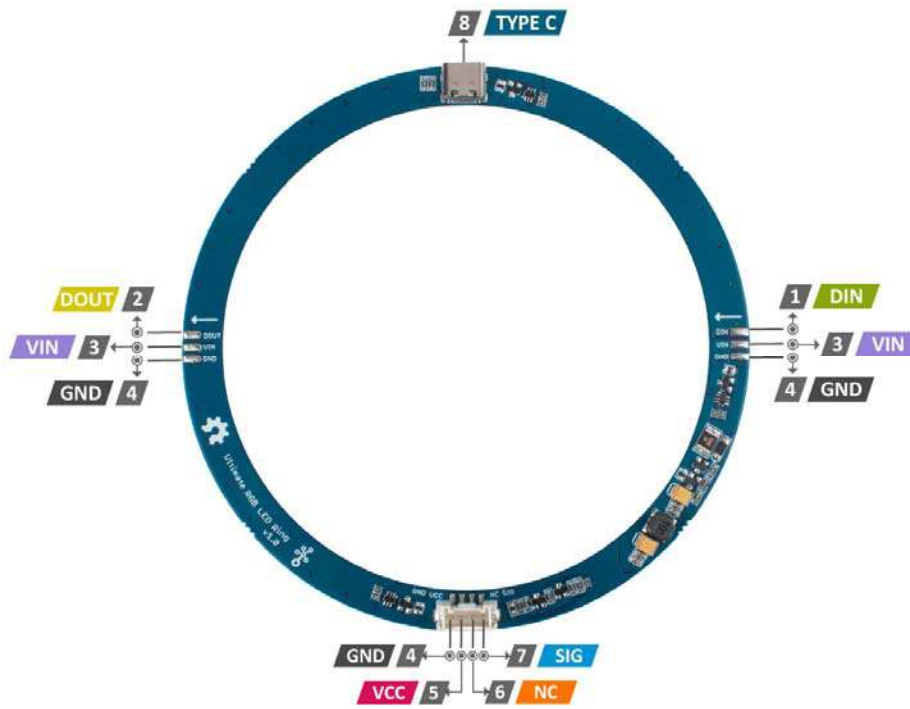 8 TYPE C
DOUT 2
VIN 3
GND 4
1 DIN
3 VIN
4 GND
DOUT
VIN
GND
DIN
VIN
GND
Ultimate RGB LED Ring
v1.0
GND VCC NC SIG
GND 4
7 SIG
VCC 5
6 NC